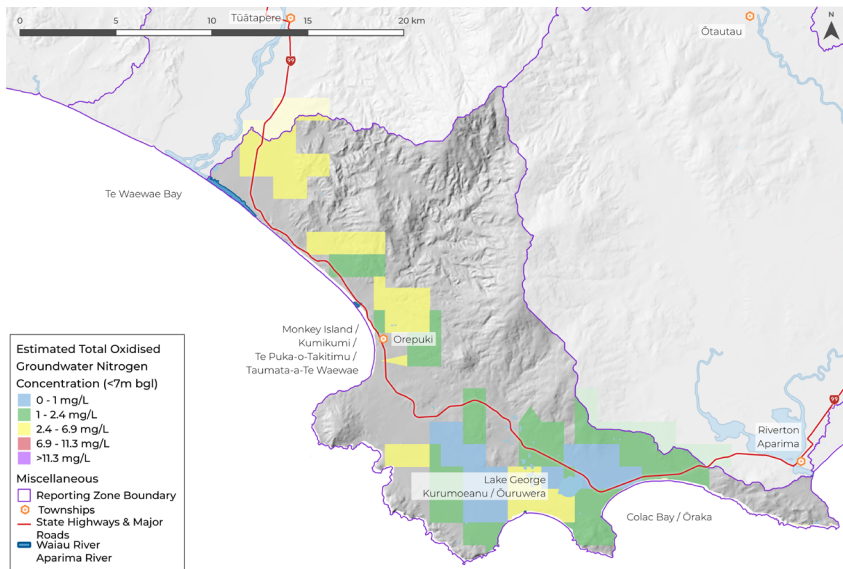 0
5
10
15
20 km
Tūātapere
Ōtautau
N
99
Te Waewae Bay
Monkey Island /
Kumikumi /
Te Puka-o-Takitimu /
Taumata-a-Te Waewae
Orepuki
99
Riverton
Aparima
Lake George
Kurumoeanu / Ōuruwera
Colac Bay / Ōraka
Estimated Total Oxidised
Groundwater Nitrogen
Concentration (<7m bgl)
0 - 1 mg/L
1 - 2.4 mg/L
2.4 - 6.9 mg/L
6.9 - 11.3 mg/L
>11.3 mg/L
Miscellaneous
Reporting Zone Boundary
Townships
State Highways & Major
Roads
Waiau River
Aparima River